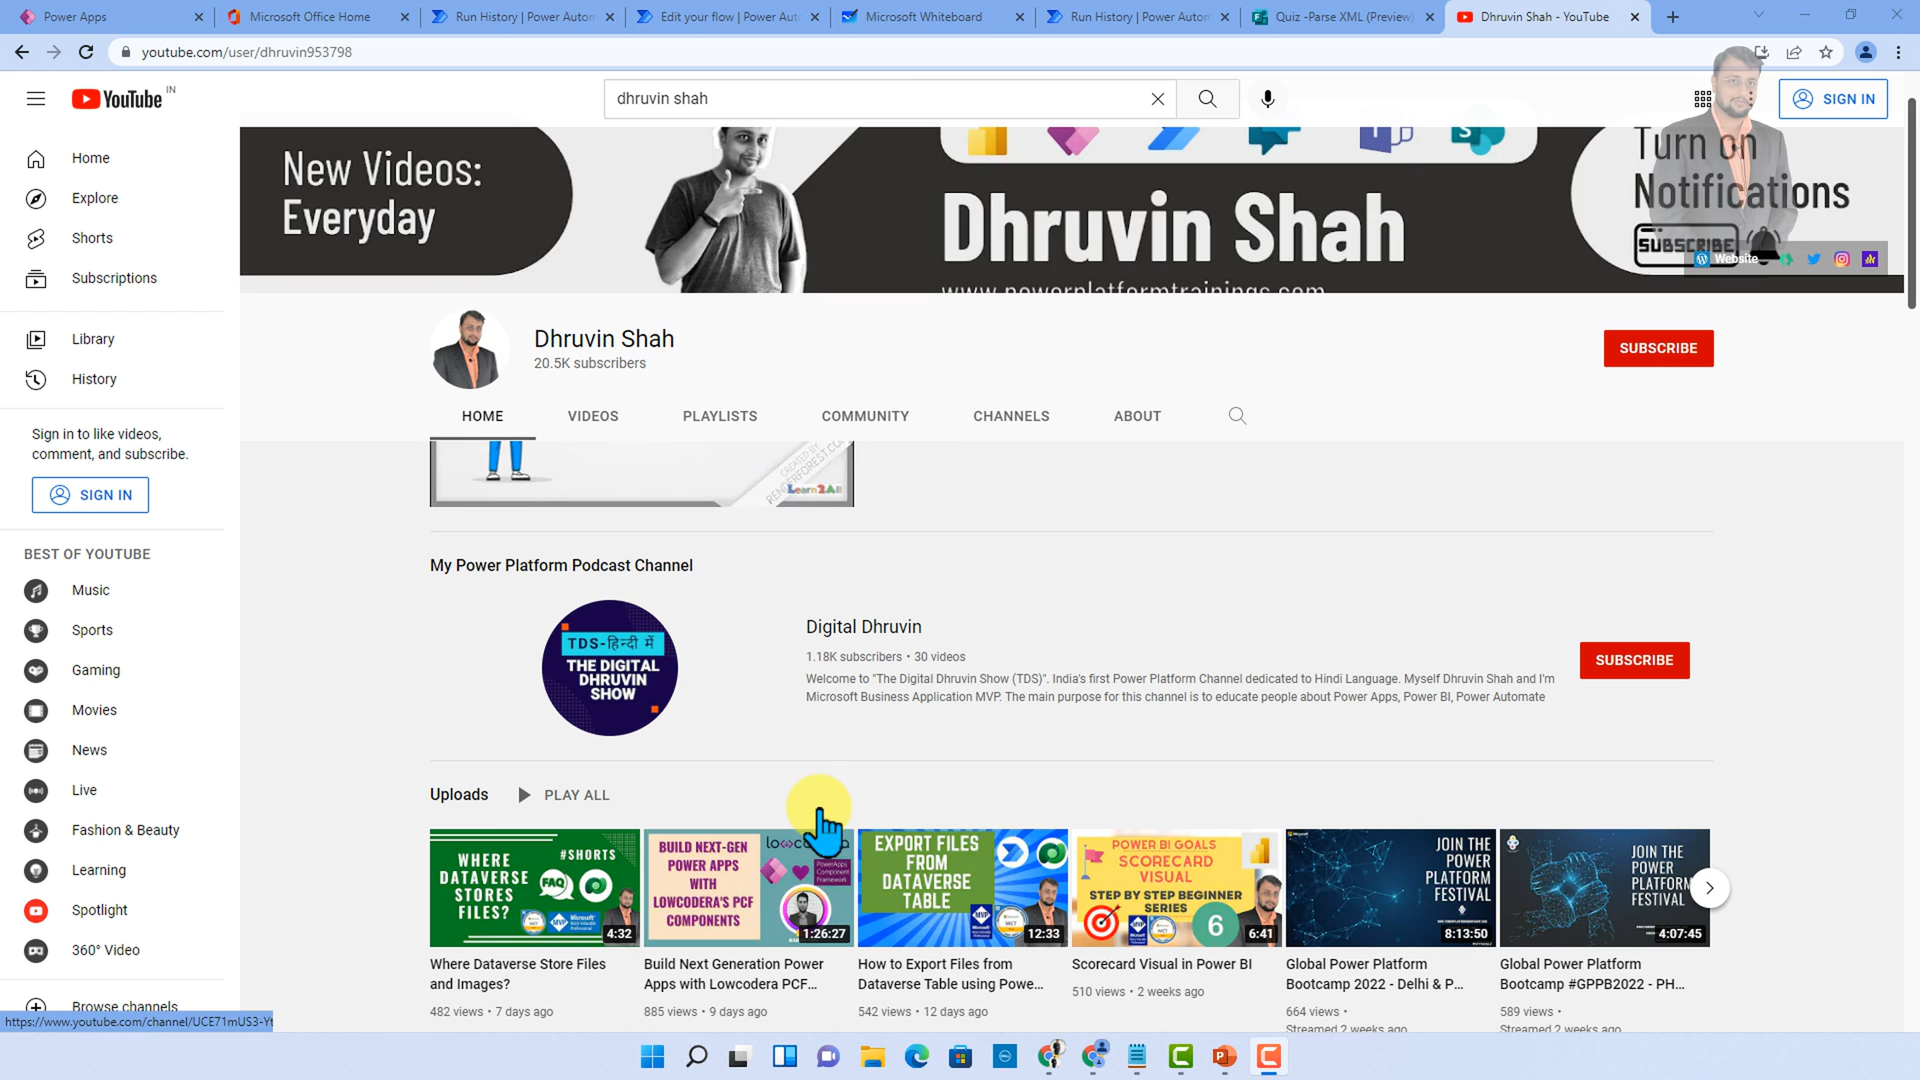 Power Apps
Microsoft Office Home
Run History | Power Autom
Edit your flow | Power Aut
Microsoft Whiteboard
Run History | Power Autom
Quiz -Parse XML (Preview)
Dhruvin Shah - YouTube
youtube.com/user/dhruvin953798
YouTube IN
dhruvin shah
SIGN IN
Home
Explore
Shorts
Subscriptions
Library
History
Sign in to like videos,
comment, and subscribe.
SIGN IN
BEST OF YOUTUBE
Music
Sports
Gaming
Movies
News
Live
Fashion & Beauty
Learning
Spotlight
360° Video
Browse channels
https://www.youtube.com/channel/UCE71mUS3-Yt
New Videos:
Everyday
Dhruvin Shah
www.powerplatformtrainings.com
Turn on
Notifications
SUBSCRIBE
Website
Dhruvin Shah
20.5K subscribers
SUBSCRIBE
HOME
VIDEOS
PLAYLISTS
COMMUNITY
CHANNELS
ABOUT
CREATED BY
RENDERFOREST.CO
Learn2All
My Power Platform Podcast Channel
TDS-हिन्दी में
THE DIGITAL
DHRUVIN
SHOW
Digital Dhruvin
1.18K subscribers • 30 videos
Welcome to "The Digital Dhruvin Show (TDS)". India's first Power Platform Channel dedicated to Hindi Language. Myself Dhruvin Shah and I'm
Microsoft Business Application MVP. The main purpose for this channel is to educate people about Power Apps, Power BI, Power Automate
SUBSCRIBE
Uploads
PLAY ALL
WHERE
DATAVERSE
STORES
FILES?
#SHORTS
FAQ
4:32
Where Dataverse Store Files
and Images?
482 views • 7 days ago
BUILD NEXT-GEN
POWER APPS
WITH
LOWCODERA'S PCF
COMPONENTS
1:26:27
Build Next Generation Power
Apps with Lowcodera PCF...
885 views • 9 days ago
EXPORT FILES
FROM
DATAVERSE
TABLE
12:33
How to Export Files from
Dataverse Table using Powe...
542 views • 12 days ago
POWER BI GOALS
SCORECARD
VISUAL
STEP BY STEP BEGINNER
SERIES
6
6:41
Scorecard Visual in Power BI
510 views • 2 weeks ago
JOIN THE
POWER
PLATFORM
FESTIVAL
8:13:50
Global Power Platform
Bootcamp 2022 - Delhi & P...
664 views •
Streamed 2 weeks ago
JOIN THE
POWER
PLATFORM
FESTIVAL
4:07:45
Global Power Platform
Bootcamp #GPPB2022 - PH...
589 views •
Streamed 2 weeks ago